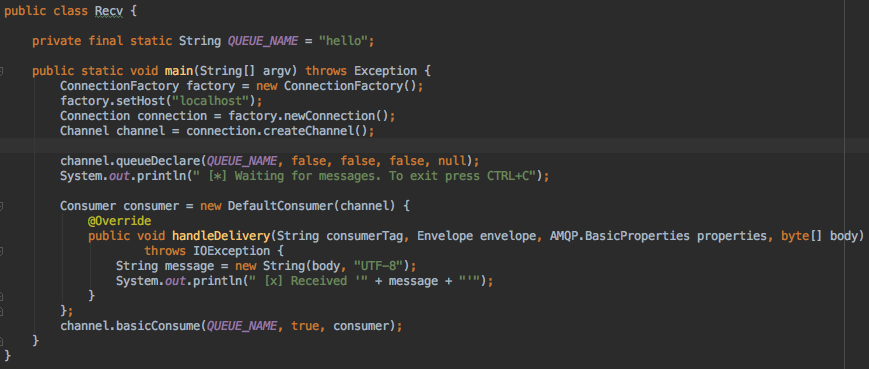 public class Recv {
private final static String QUEUE_NAME = "hello";
public static void main(String[] argv) throws Exception {
ConnectionFactory factory = new ConnectionFactory();
factory.setHost("localhost");
Connection connection = factory.newConnection();
Channel channel = connection.createChannel();
channel.queueDeclare(QUEUE_NAME, false, false, false, null);
System.out.println(" [*] Waiting for messages. To exit press CTRL+C");
Consumer consumer = new DefaultConsumer(channel) {
@Override
public void handleDelivery(String consumerTag, Envelope envelope, AMQP.BasicProperties properties, byte[] body)
throws IOException {
String message = new String(body, "UTF-8");
System.out.println(" [x] Received '" + message + "'");
}
};
channel.basicConsume(QUEUE_NAME, true, consumer);
}
}